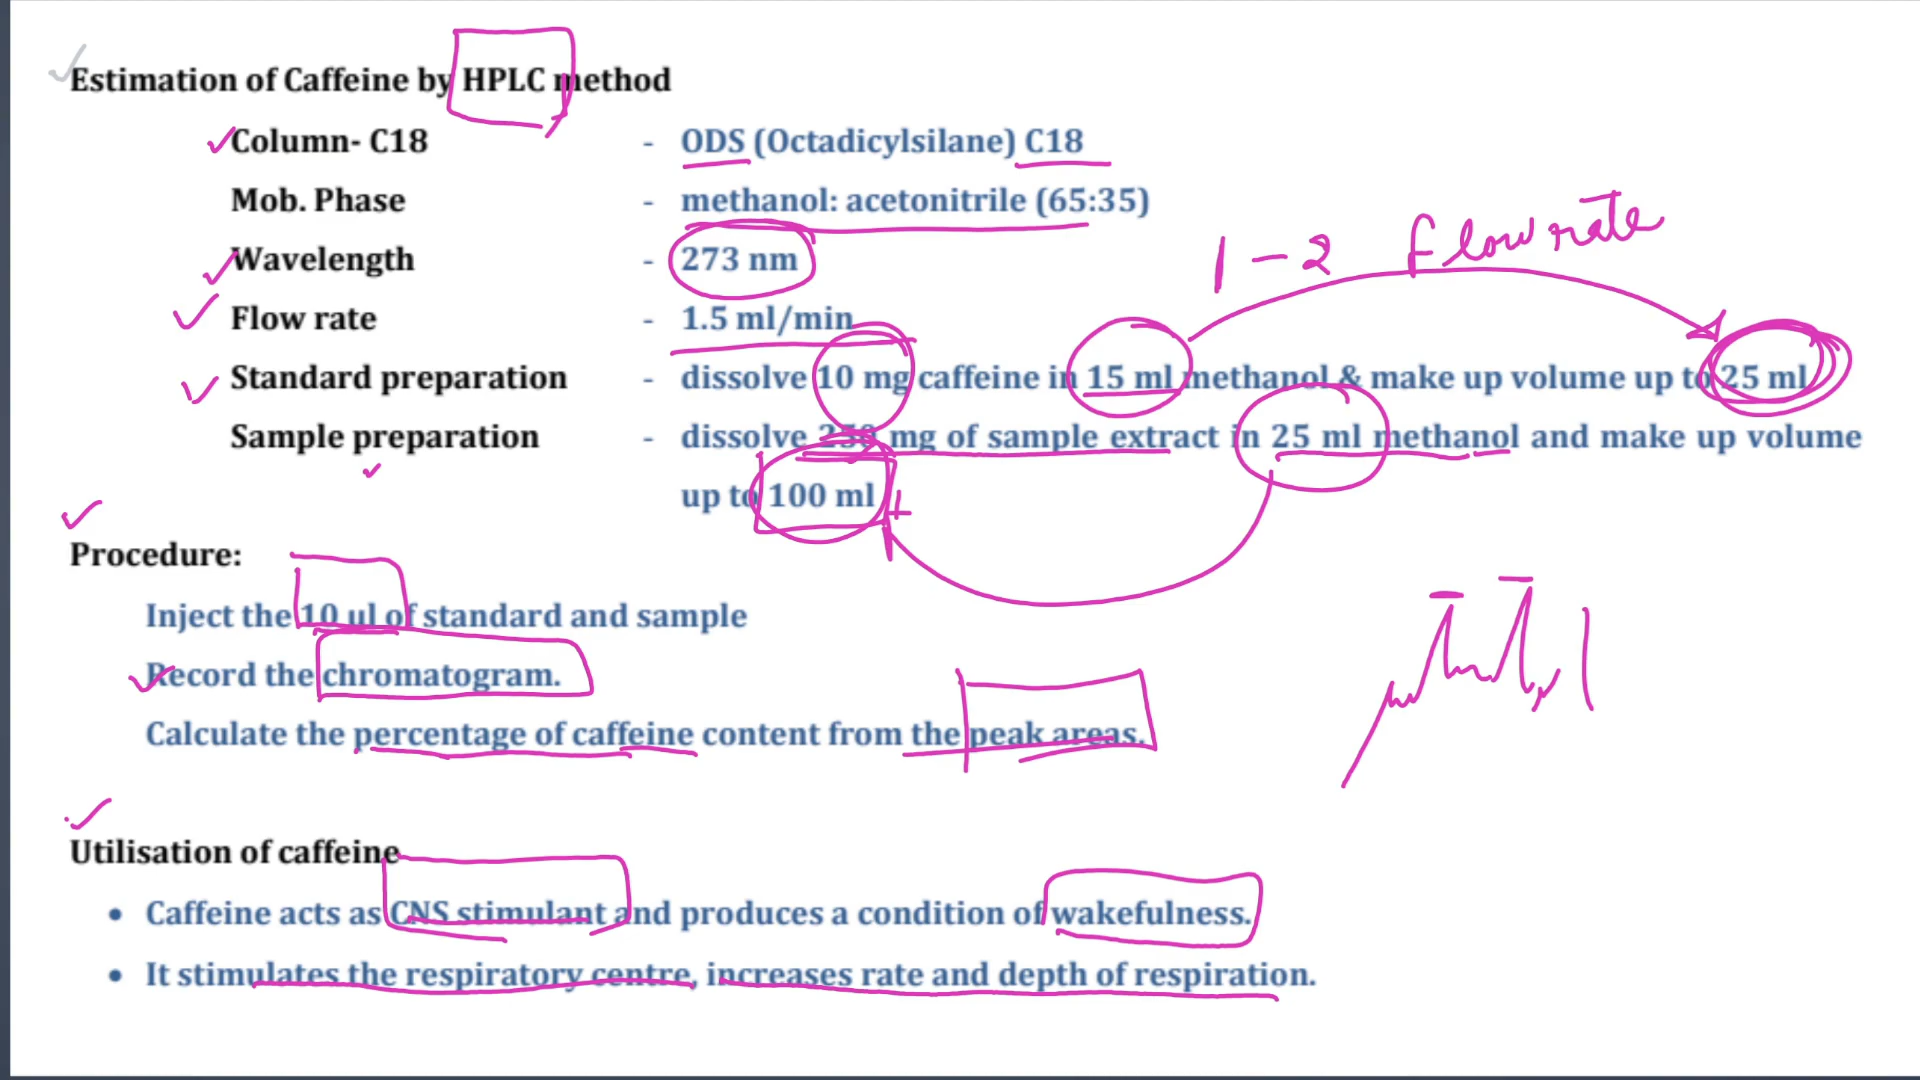 Estimation of Caffeine by HPLC method
Column- C18 - ODS (Octadicylsilane) C18
Mob. Phase - methanol: acetonitrile (65:35)
1-2 flow rate
Wavelength - 273 nm
Flow rate - 1.5 ml/min
Standard preparation - dissolve 10 mg caffeine in 15 ml methanol & make up volume up to 25 ml
Sample preparation - dissolve 250 mg of sample extract in 25 ml methanol and make up volume
up to 100 ml
Procedure:
Inject the 10 ul of standard and sample
Record the chromatogram.
Calculate the percentage of caffeine content from the peak areas.
Utilisation of caffeine
• Caffeine acts as CNS stimulant and produces a condition of wakefulness.
• It stimulates the respiratory centre, increases rate and depth of respiration.